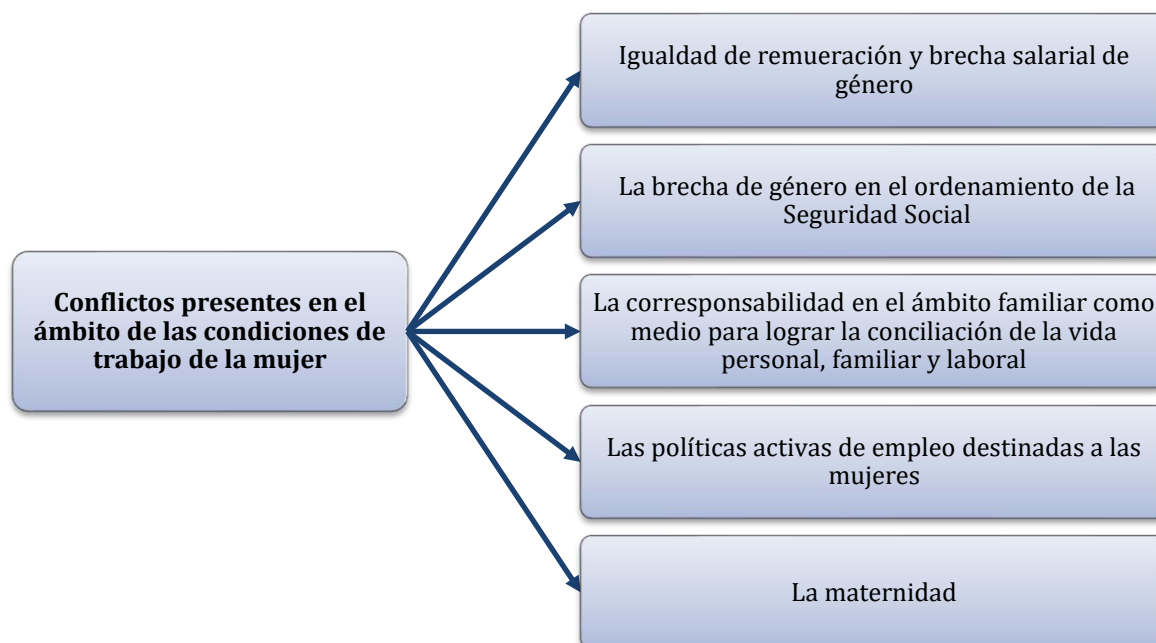 Igualdad de remueración y brecha salarial de
género
La brecha de género en el ordenamiento de la
Seguridad Social
Conflictos presentes en el
ámbito de las condiciones de
trabajo de la mujer
La corresponsabilidad en el ámbito familiar como
medio para lograr la conciliación de la vida
personal, familiar y laboral
Las políticas activas de empleo destinadas a las
mujeres
La maternidad